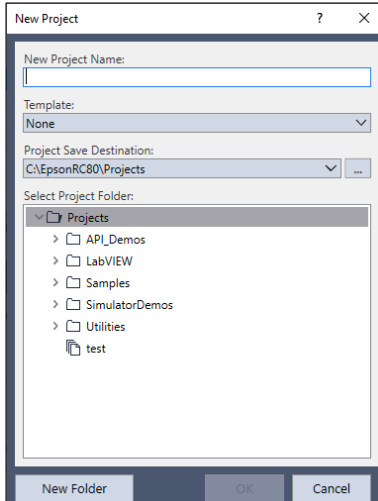 New Project
?
New Project Name:
Template:
None
Project Save Destination:
C:\EpsonRC80\Projects
...
Select Project Folder:
Projects
API_Demos
LabVIEW
Samples
SimulatorDemos
Utilities
test
New Folder
OK
Cancel